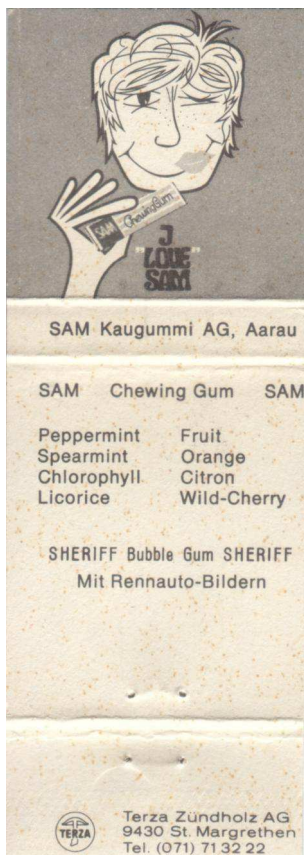 SAM Chewing Gum
I
"LOVE"
SAM
SAM Kaugummi AG, Aarau
SAM Chewing Gum SAM
Peppermint Fruit
Spearmint Orange
Chlorophyll Citron
Licorice Wild-Cherry
SHERIFF Bubble Gum SHERIFF
Mit Rennauto-Bildern
TERZA
Terza Zündholz AG
9430 St. Margrethen
Tel. (071) 71 32 22